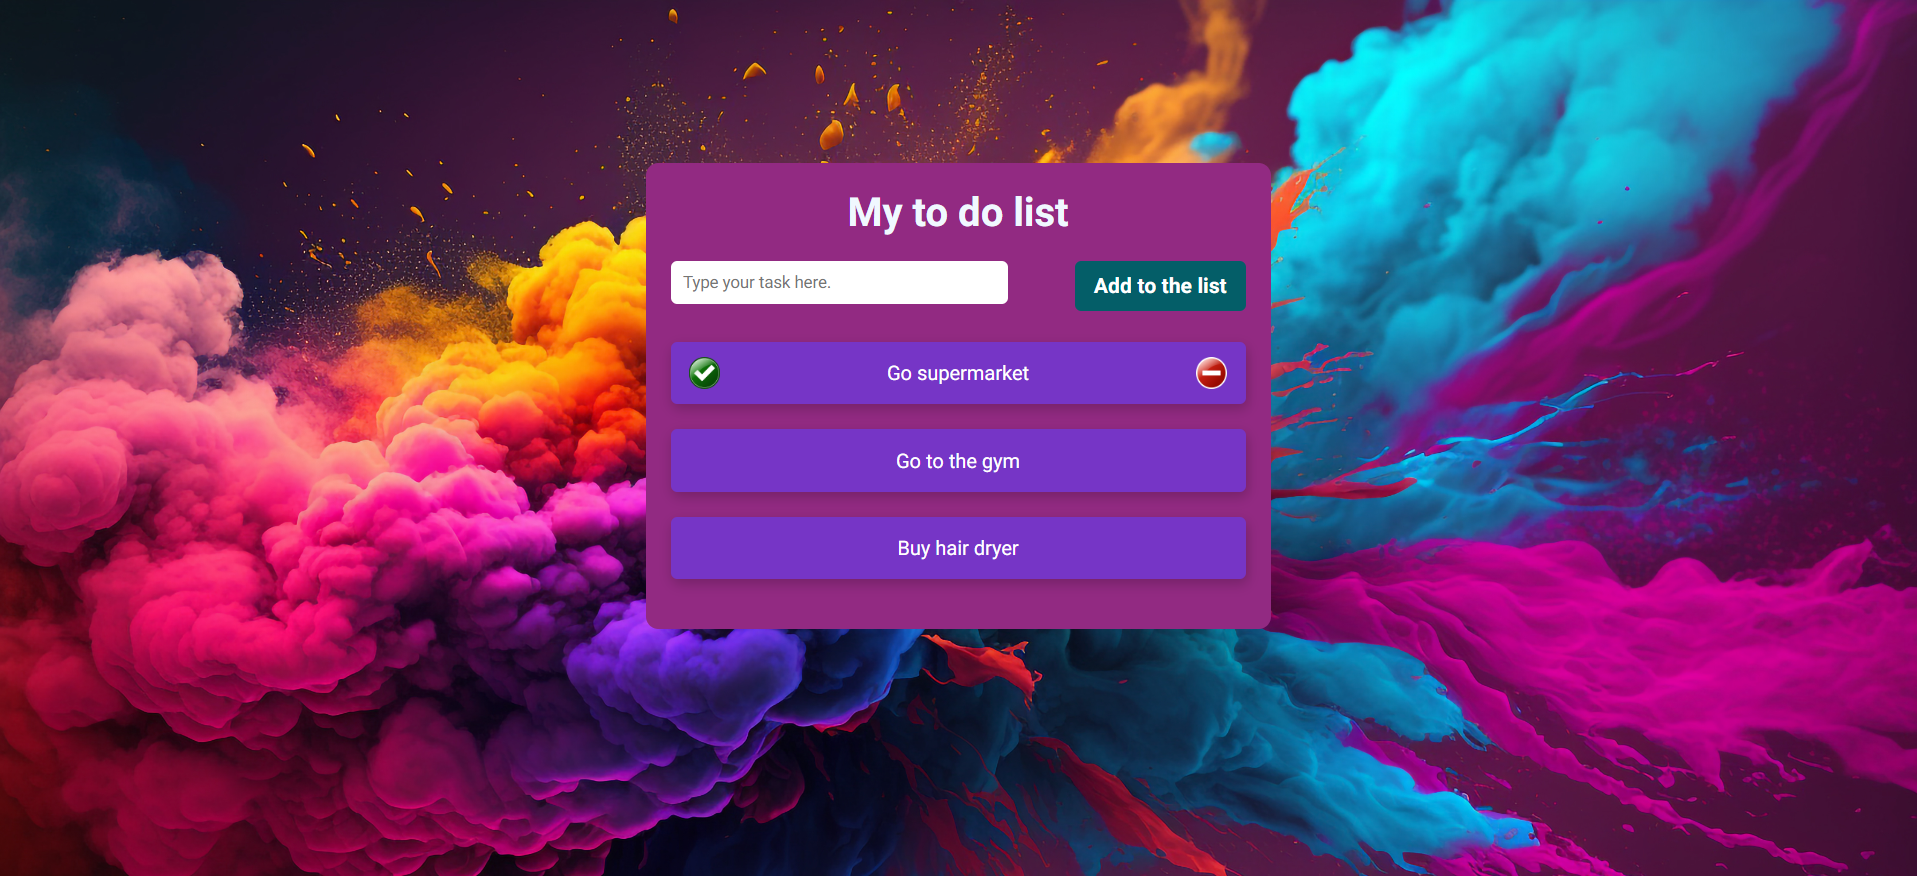 My to do list
Type your task here.
Add to the list
Go supermarket
Go to the gym
Buy hair dryer